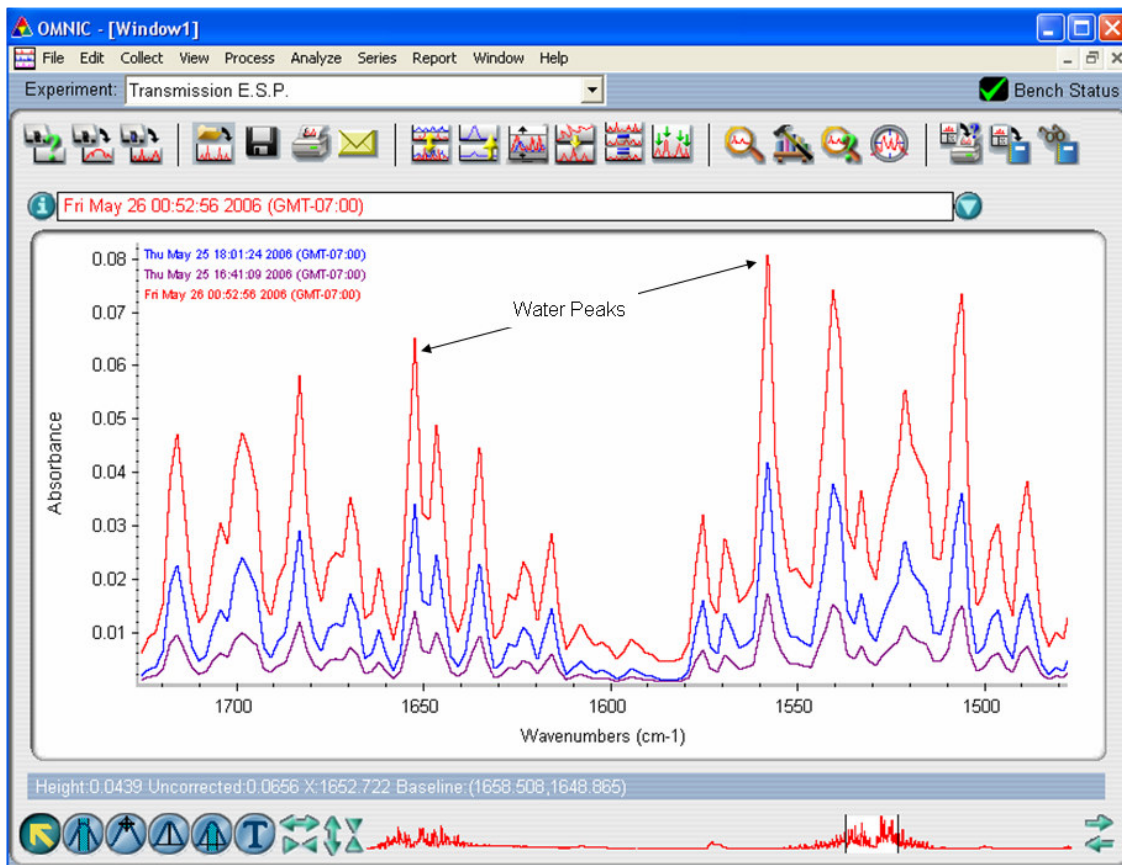 OMNIC - [Window1]
File Edit Collect View Process Analyze Series Report Window Help
Experiment: Transmission E.S.P. Bench Status
Fri May 26 00:52:56 2006 (GMT-07:00)
Thu May 25 18:01:24 2006 (GMT-07:00)
Thu May 25 16:41:09 2006 (GMT-07:00)
Fri May 26 00:52:56 2006 (GMT-07:00)
Water Peaks
0.08
0.07
0.06
0.05
0.04
0.03
0.02
0.01
Absorbance
1700 1650 1600 1550 1500
Wavenumbers (cm-1)
Height:0.0439 Uncorrected:0.0656 X:1652.722 Baseline:(1658.508,1648.865)
T